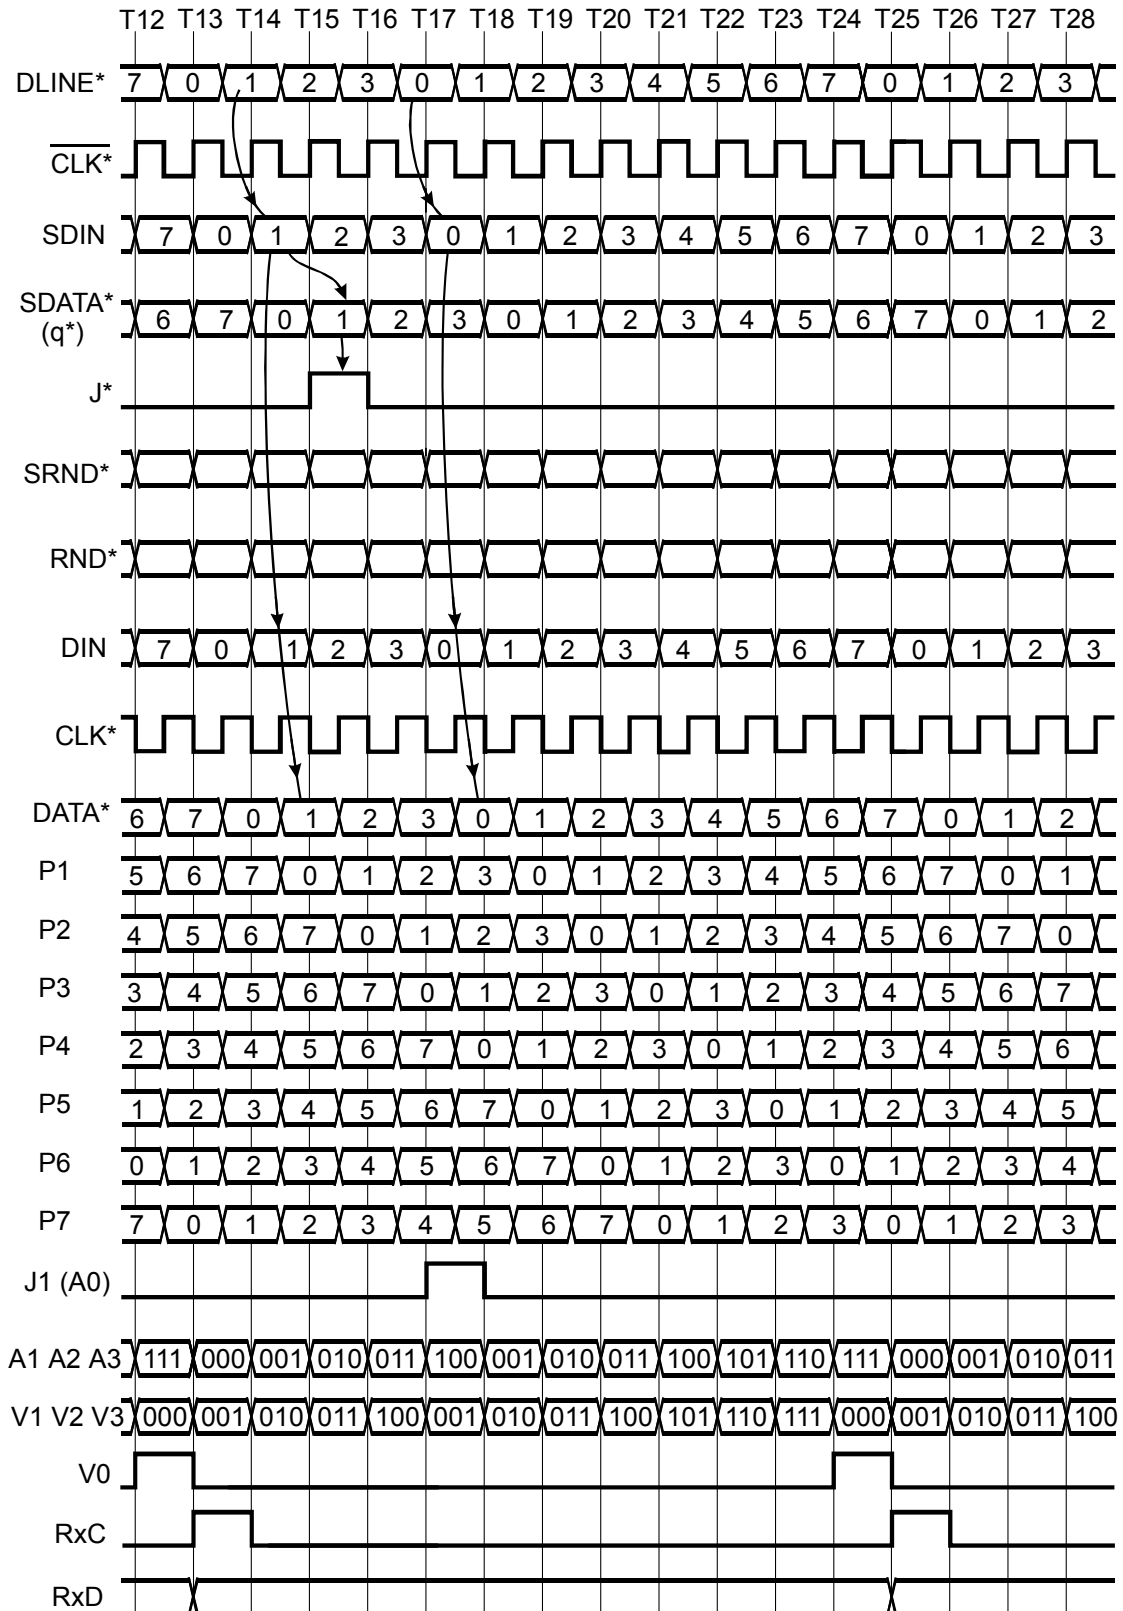 T12 T13 T14 T15 T16 T17 T18 T19 T20 T21 T22 T23 T24 T25 T26 T27 T28
DLINE* 7 0 1 2 3 0 1 2 3 4 5 6 7 0 1 2 3
CLK*
SDIN 7 0 1 2 3 0 1 2 3 4 5 6 7 0 1 2 3
SDATA* (q*) 6 7 0 1 2 3 0 1 2 3 4 5 6 7 0 1 2
J*
SRND*
RND*
DIN 7 0 1 2 3 0 1 2 3 4 5 6 7 0 1 2 3
CLK*
DATA* 6 7 0 1 2 3 0 1 2 3 4 5 6 7 0 1 2
P1 5 6 7 0 1 2 3 0 1 2 3 4 5 6 7 0 1
P2 4 5 6 7 0 1 2 3 0 1 2 3 4 5 6 7 0
P3 3 4 5 6 7 0 1 2 3 0 1 2 3 4 5 6 7
P4 2 3 4 5 6 7 0 1 2 3 0 1 2 3 4 5 6
P5 1 2 3 4 5 6 7 0 1 2 3 0 1 2 3 4 5
P6 0 1 2 3 4 5 6 7 0 1 2 3 0 1 2 3 4
P7 7 0 1 2 3 4 5 6 7 0 1 2 3 0 1 2 3
J1 (A0)
A1 A2 A3 111 000 001 010 011 100 001 010 011 100 101 110 111 000 001 010 011
V1 V2 V3 000 001 010 011 100 001 010 011 100 101 110 111 000 001 010 011 100
V0
RxC
RxD